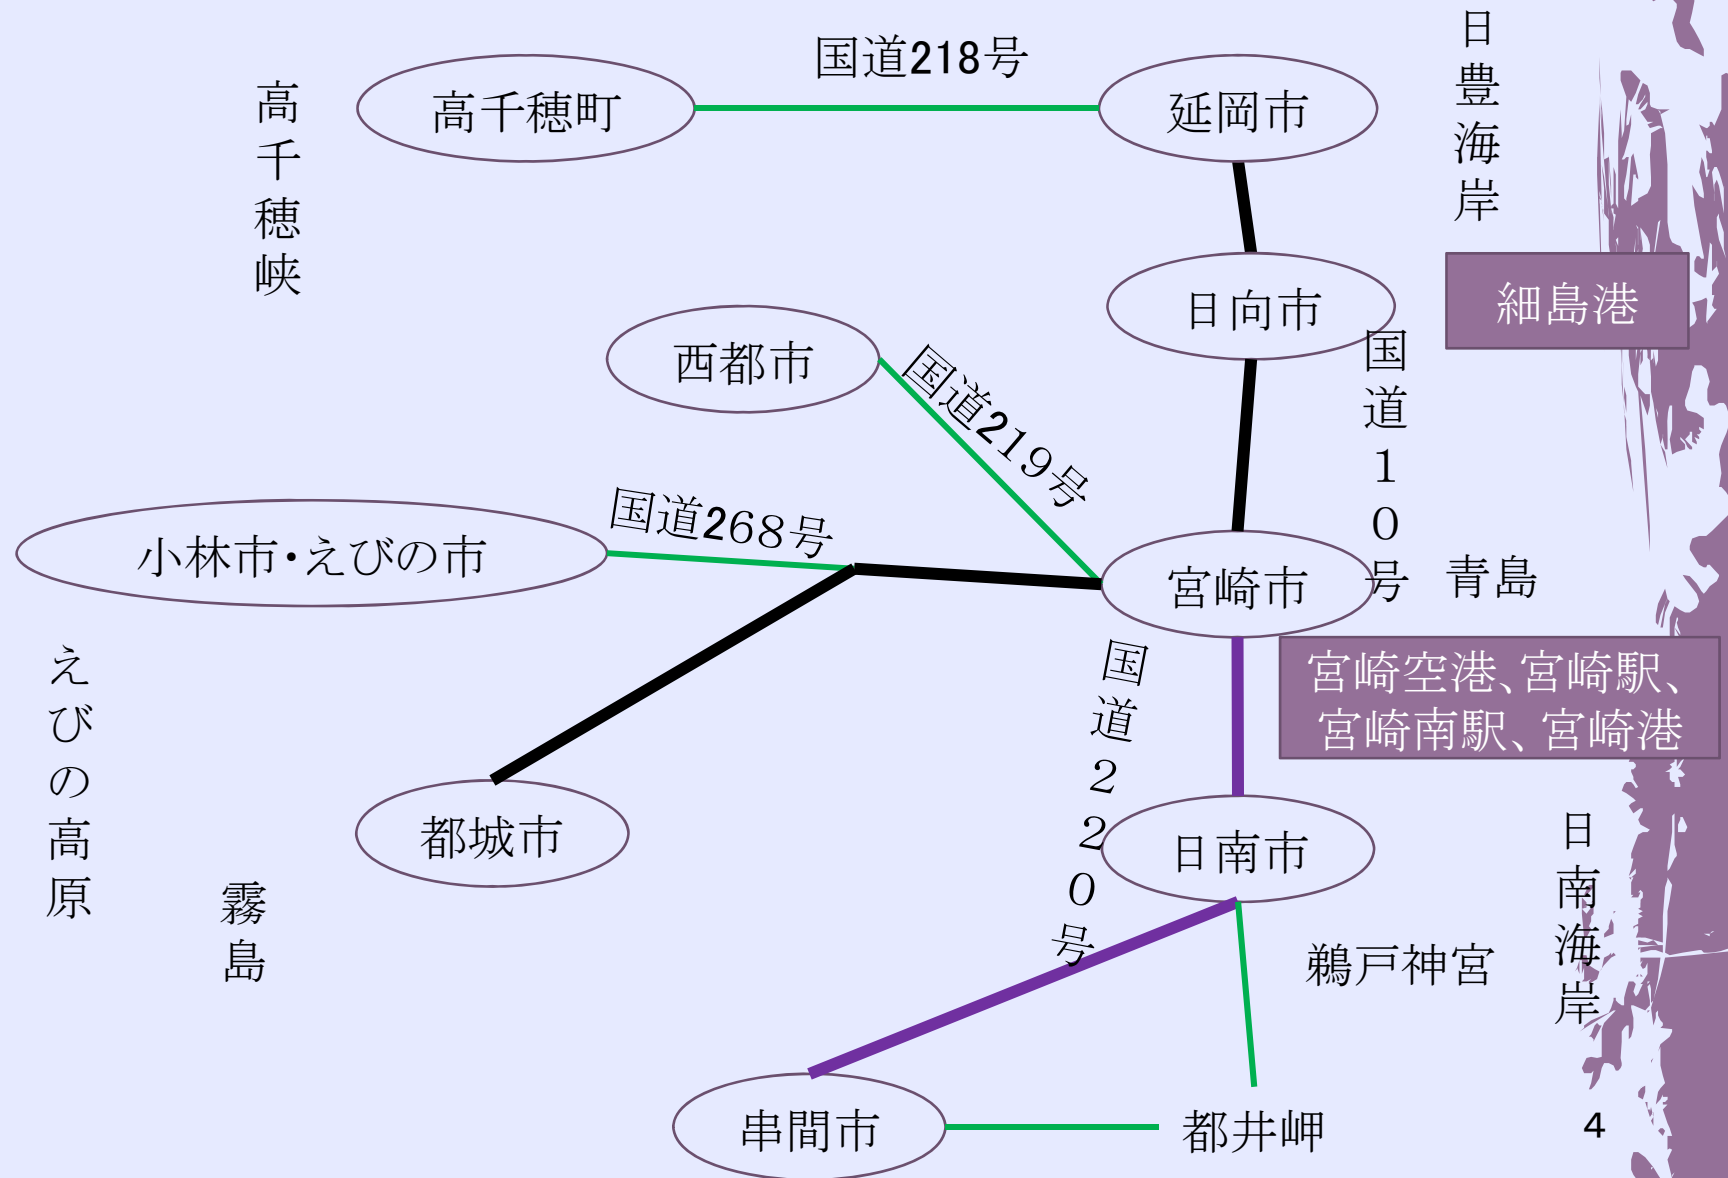 国道218号
日豊海岸
高千穂峡
高千穂町
延岡市
日向市
細島港
西都市
国道219号
国道１０号
国道268号
小林市・えびの市
宮崎市
青島
宮崎空港、宮崎駅、
宮崎南駅、宮崎港
えびの高原
国道２２０号
都城市
日南市
日南海岸
霧島
鵜戸神宮
串間市
都井岬
4